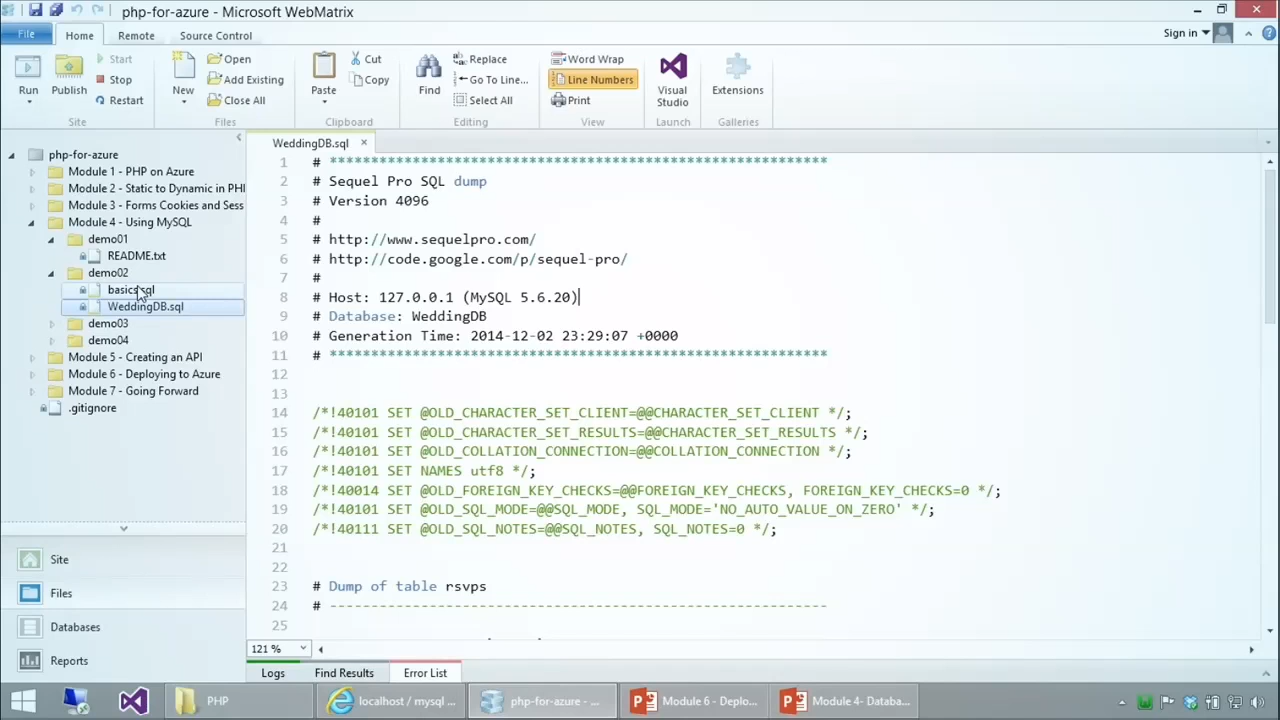 php-for-azure - Microsoft WebMatrix
File Home Remote Source Control Sign in
Run Publish Start Stop Restart
New Open Add Existing Close All
Paste Cut Copy
Find Replace Go To Line... Select All
Word Wrap Line Numbers Print
Visual Studio Extensions
Site Files Clipboard Editing View Launch Galleries
php-for-azure
Module 1 - PHP on Azure
Module 2 - Static to Dynamic in PHI
Module 3 - Forms Cookies and Sess
Module 4 - Using MySQL
demo01
README.txt
demo02
basics.sql
WeddingDB.sql
demo03
demo04
Module 5 - Creating an API
Module 6 - Deploying to Azure
Module 7 - Going Forward
.gitignore
Site
Files
Databases
Reports
WeddingDB.sql
1 # ************************************************************
2 # Sequel Pro SQL dump
3 # Version 4096
4 #
5 # http://www.sequelpro.com/
6 # http://code.google.com/p/sequel-pro/
7 #
8 # Host: 127.0.0.1 (MySQL 5.6.20)
9 # Database: WeddingDB
10 # Generation Time: 2014-12-02 23:29:07 +0000
11 # ************************************************************
12
13
14 /*!40101 SET @OLD_CHARACTER_SET_CLIENT=@@CHARACTER_SET_CLIENT */;
15 /*!40101 SET @OLD_CHARACTER_SET_RESULTS=@@CHARACTER_SET_RESULTS */;
16 /*!40101 SET @OLD_COLLATION_CONNECTION=@@COLLATION_CONNECTION */;
17 /*!40101 SET NAMES utf8 */;
18 /*!40014 SET @OLD_FOREIGN_KEY_CHECKS=@@FOREIGN_KEY_CHECKS, FOREIGN_KEY_CHECKS=0 */;
19 /*!40101 SET @OLD_SQL_MODE=@@SQL_MODE, SQL_MODE='NO_AUTO_VALUE_ON_ZERO' */;
20 /*!40111 SET @OLD_SQL_NOTES=@@SQL_NOTES, SQL_NOTES=0 */;
21
22
23 # Dump of table rsvps
24 # ------------------------------------------------------------
25
121 %
Logs Find Results Error List
PHP localhost / mysql ... php-for-azure - ... Module 6 - Deplo... Module 4- Databa...